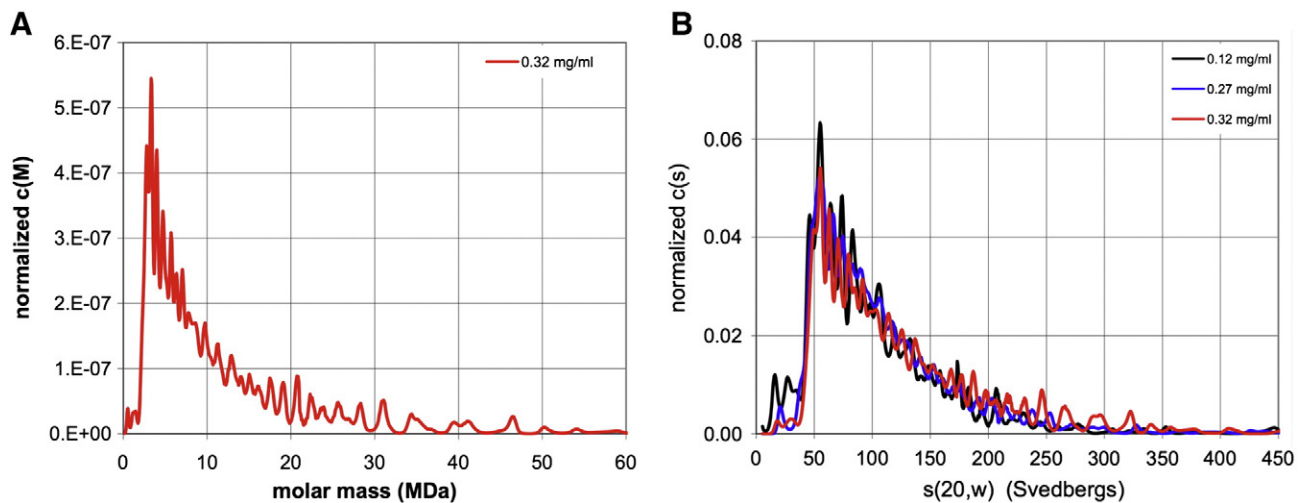 A
6.E-07
5.E-07
4.E-07
3.E-07
2.E-07
1.E-07
0.E+00
normalized c(M)
0.32 mg/ml
0 10 20 30 40 50 60
molar mass (MDa)
B
0.08
0.06
0.04
0.02
0.00
normalized c(s)
0.12 mg/ml
0.27 mg/ml
0.32 mg/ml
0 50 100 150 200 250 300 350 400 450
s(20,w) (Svedbergs)